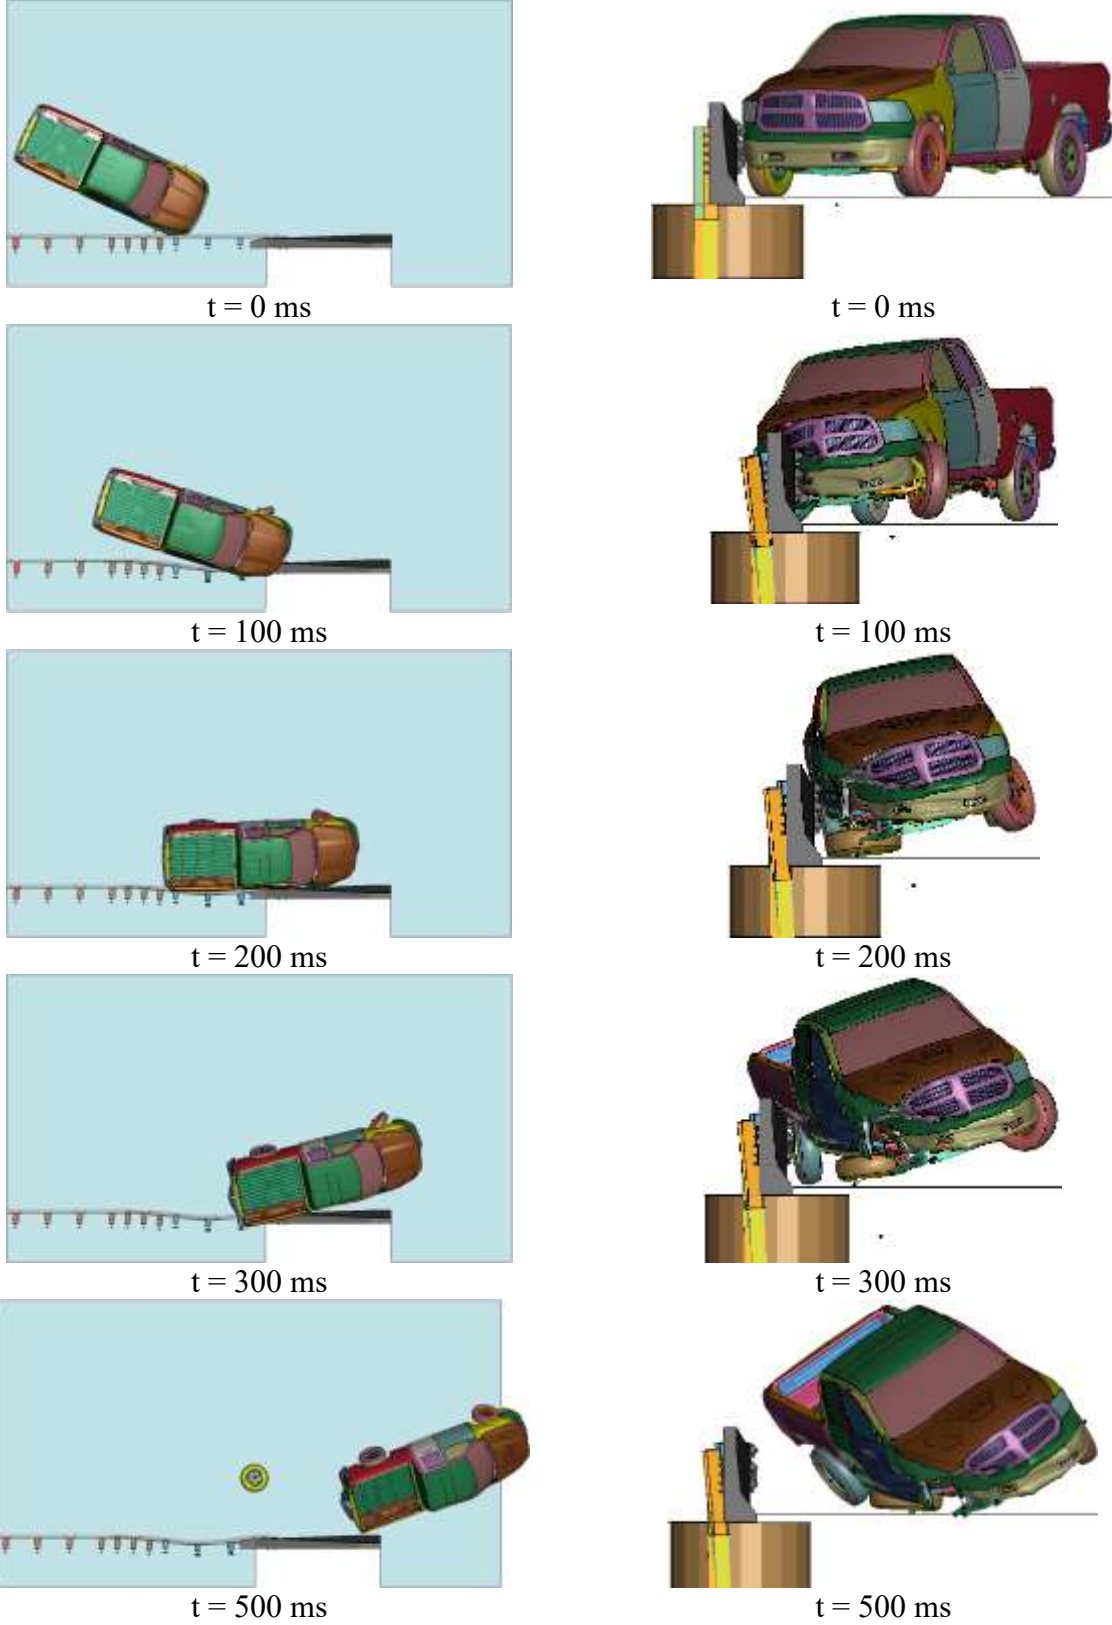 t = 0 ms
t = 0 ms
t = 100 ms
t = 100 ms
t = 200 ms
t = 200 ms
t = 300 ms
t = 300 ms
t = 500 ms
t = 500 ms